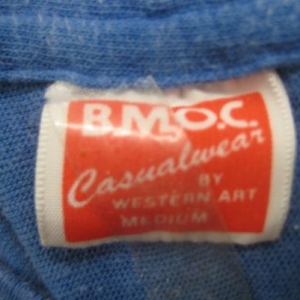 B.M.O.C.
Casualwear
BY
WESTERN ART
MEDIUM